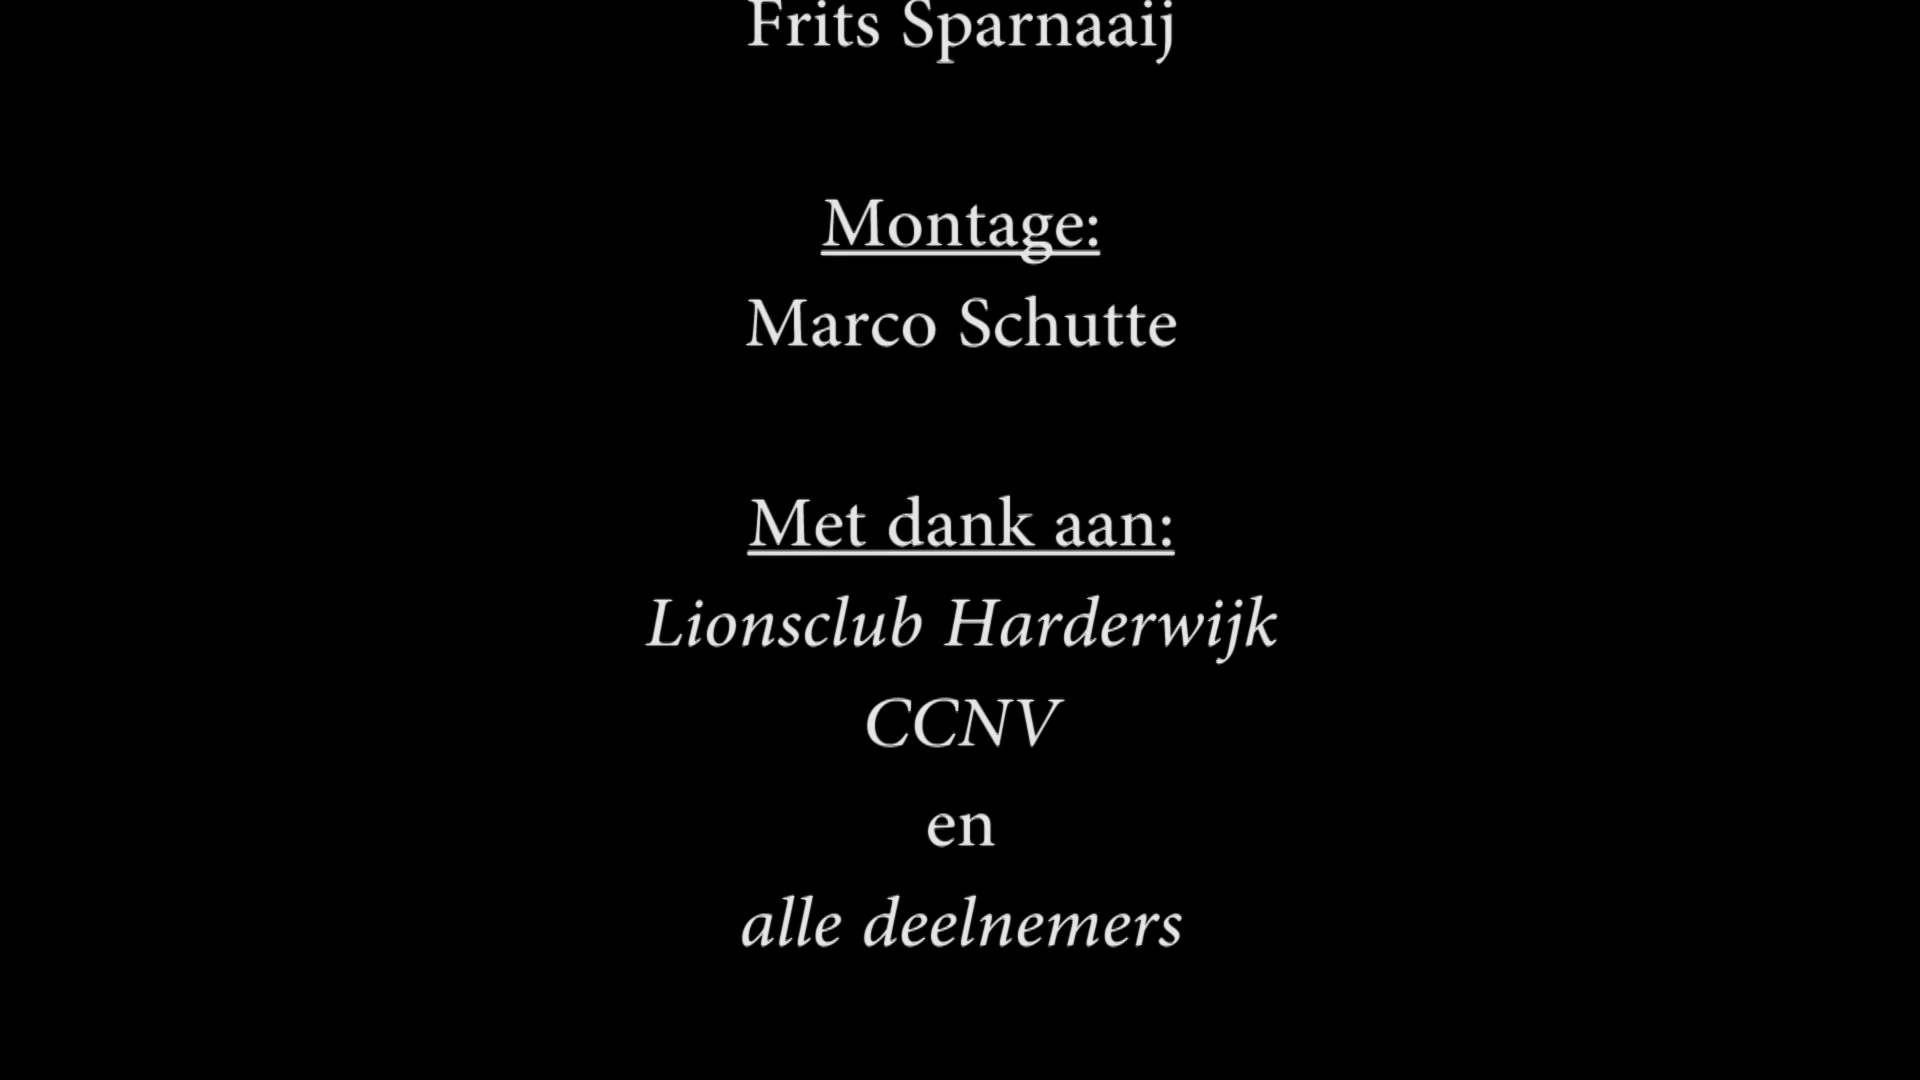 Frits Sparnaaij
Montage:
Marco Schutte
Met dank aan:
Lionsclub Harderwijk
CCNV
en
alle deelnemers